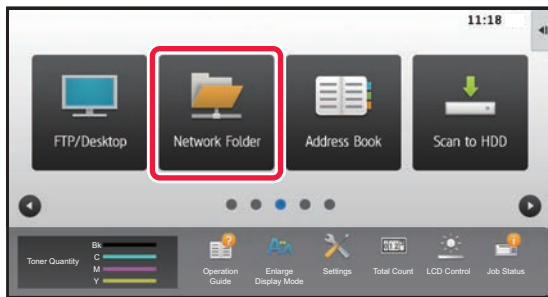 11:18
FTP/Desktop
Network Folder
Address Book
Scan to HDD
Toner Quantity
Bk
C
M
Y
Operation
Guide
Enlarge
Display Mode
Settings
Total Count
LCD Control
Job Status